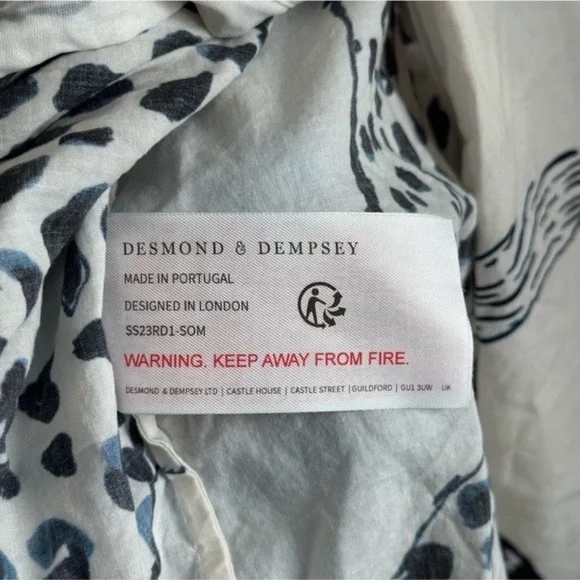 DESMOND & DEMPSEY
MADE IN PORTUGAL
DESIGNED IN LONDON
SS23RD1-SOM
WARNING. KEEP AWAY FROM FIRE.
DESMOND & DEMPSEY LTD | CASTLE HOUSE | CASTLE STREET | GUILDFORD | GU1 3UW UK